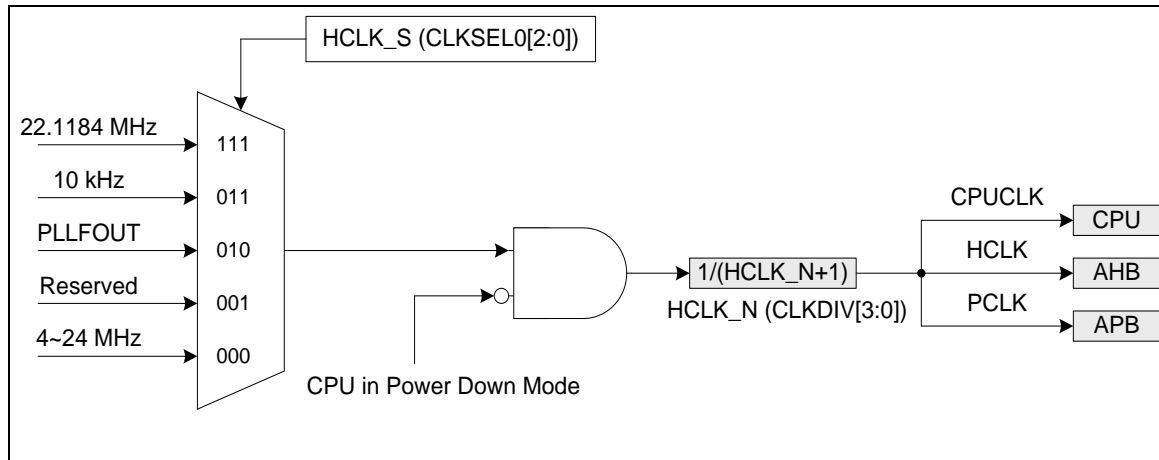 HCLK_S (CLKSEL0[2:0])
22.1184 MHz
111
10 kHz
011
PLLFOUT
010
Reserved
001
4~24 MHz
000
CPU in Power Down Mode
1/(HCLK_N+1)
HCLK_N (CLKDIV[3:0])
CPUCLK
CPU
HCLK
AHB
PCLK
APB